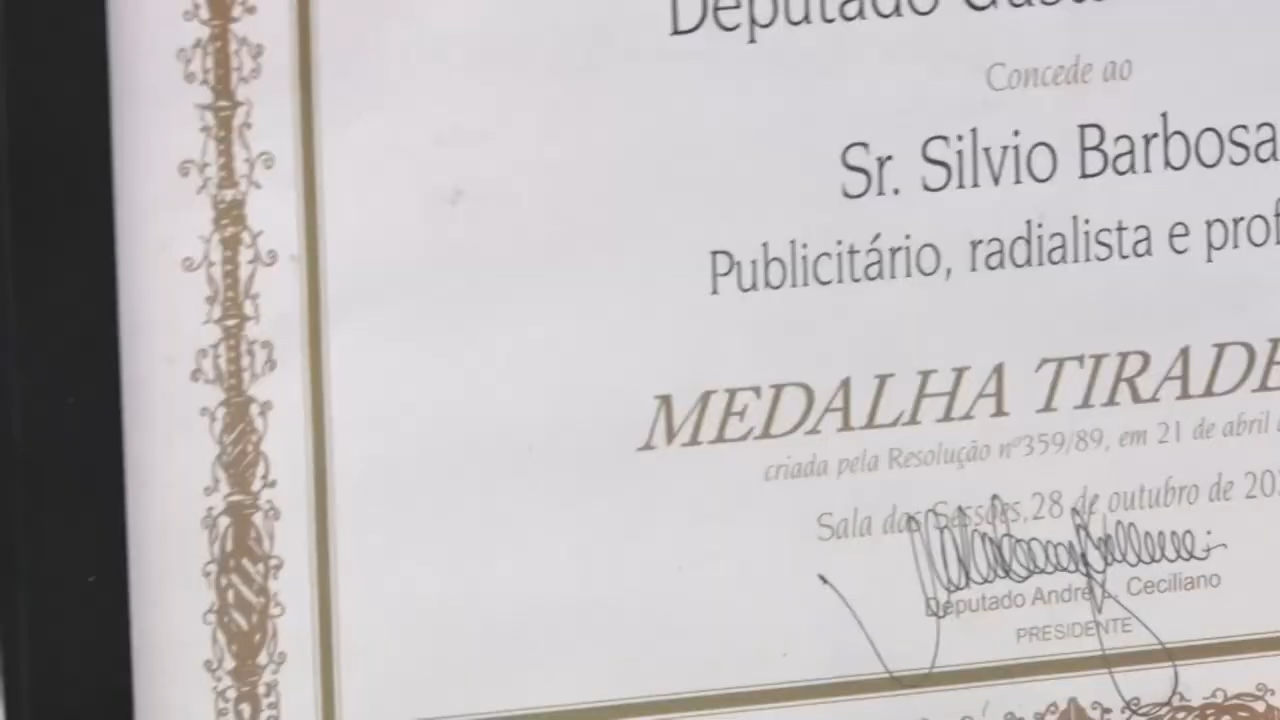 Deputado
Concede ao
Sr. Silvio Barbosa
Publicitário, radialista e
MEDALHA
criada pela Resolução nº359/89, em 21 de abril
Sala das Sessões, 28 de outubro de
Deputado André Ceciliano
PRESIDENTE